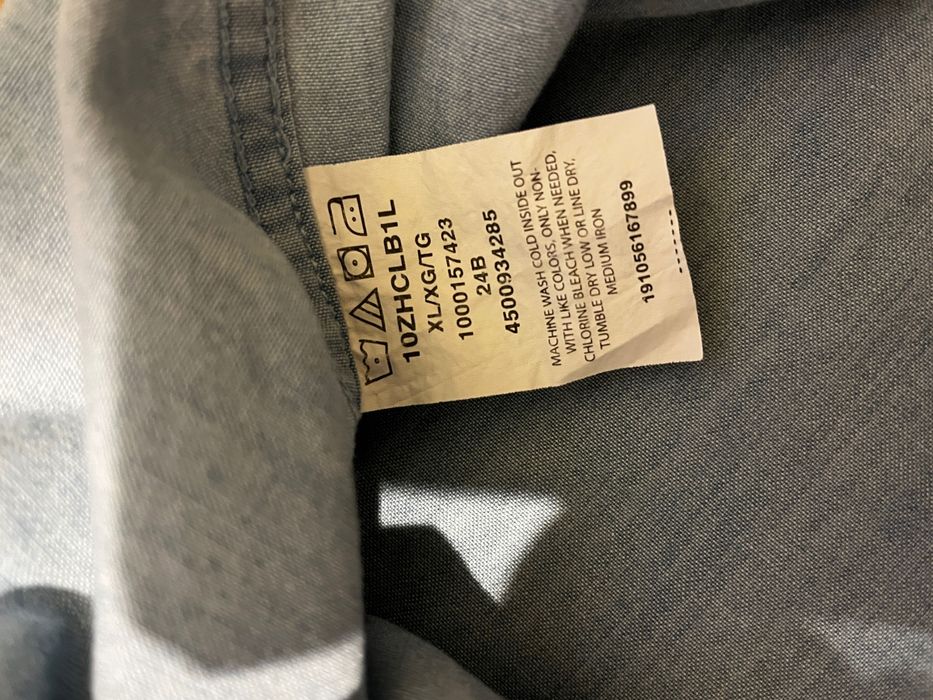 10ZHCLB1L
XL/XG/TG
1000157423
24B
4500934285
MACHINE WASH COLD INSIDE OUT
WITH LIKE COLORS, ONLY NON-
CHLORINE BLEACH WHEN NEEDED,
TUMBLE DRY LOW OR LINE DRY,
MEDIUM IRON
191056167899